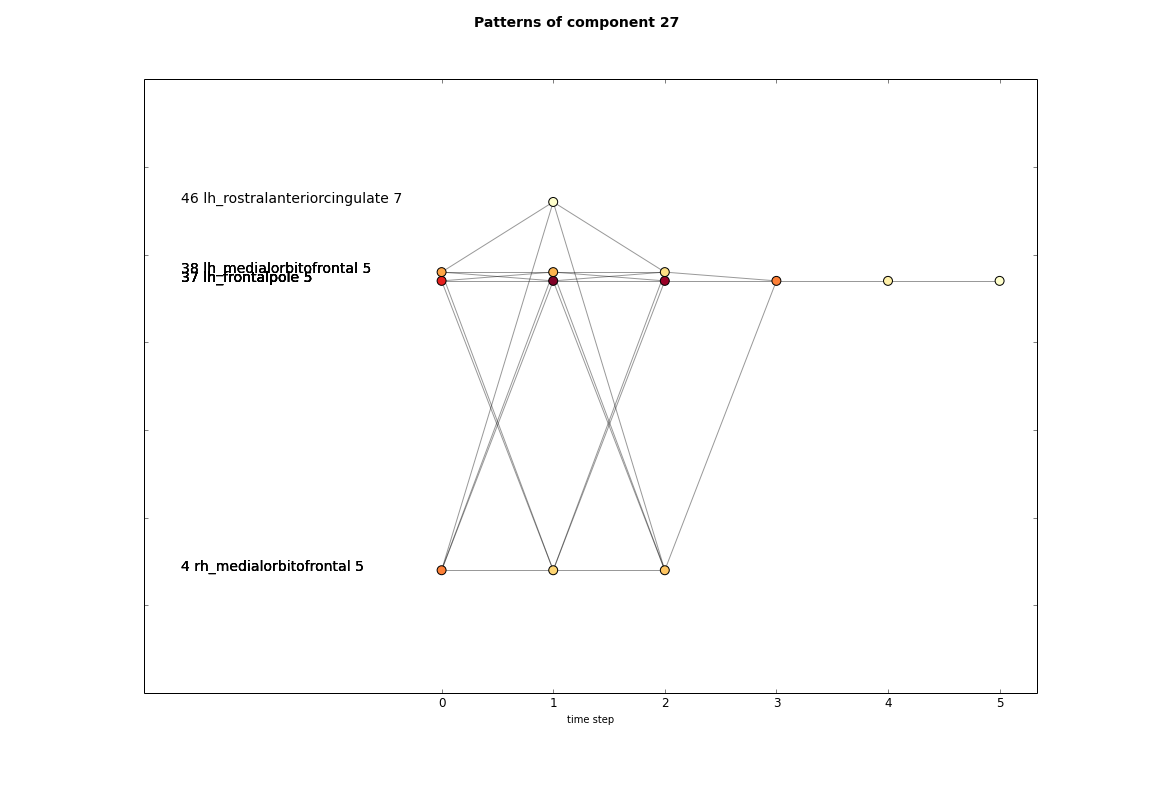 Patterns of component 27
46 lh_rostralanteriorcingulate 7
38 lh_medialorbitofrontal 5
37 lh_frontalpole 5
4 rh_medialorbitofrontal 5
0 1 2 3 4 5
time step